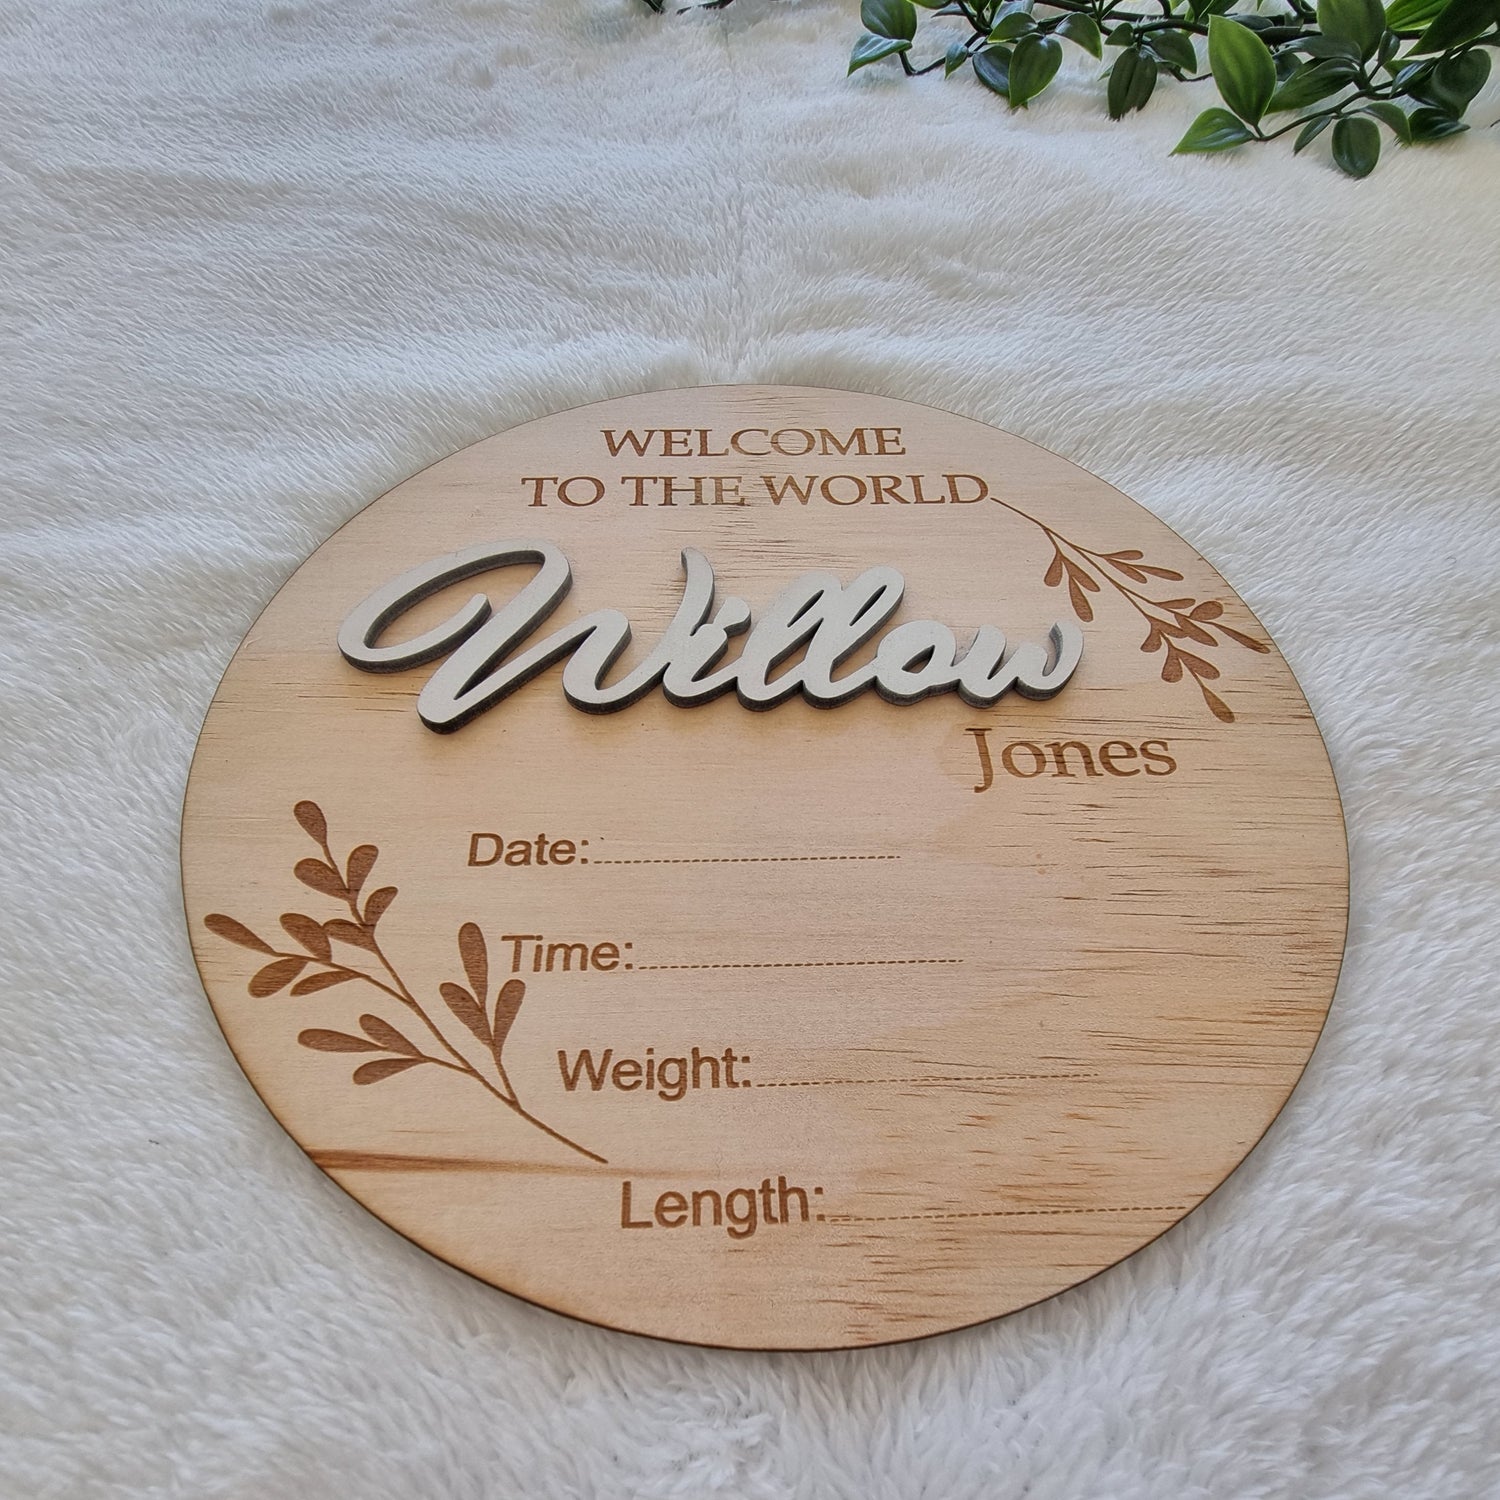 WELCOME
TO THE WORLD
Willow
Jones
Date:
Time:
Weight:
Length: